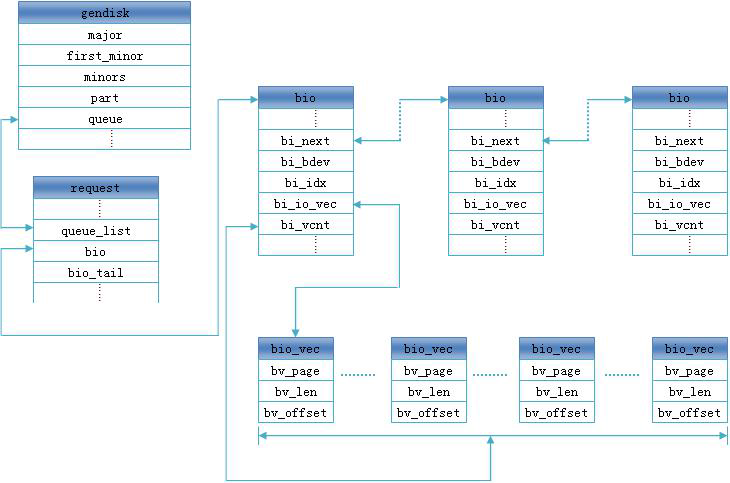 gendisk
major
first_minor
minors
part
queue
request
queue_list
bio
bio_tail
bio
bi_next
bi_bdev
bi_idx
bi_io_vec
bi_vcnt
bio
bi_next
bi_bdev
bi_idx
bi_io_vec
bi_vcnt
bio
bi_next
bi_bdev
bi_idx
bi_io_vec
bi_vcnt
bio_vec
bv_page
bv_len
bv_offset
bio_vec
bv_page
bv_len
bv_offset
bio_vec
bv_page
bv_len
bv_offset
bio_vec
bv_page
bv_len
bv_offset